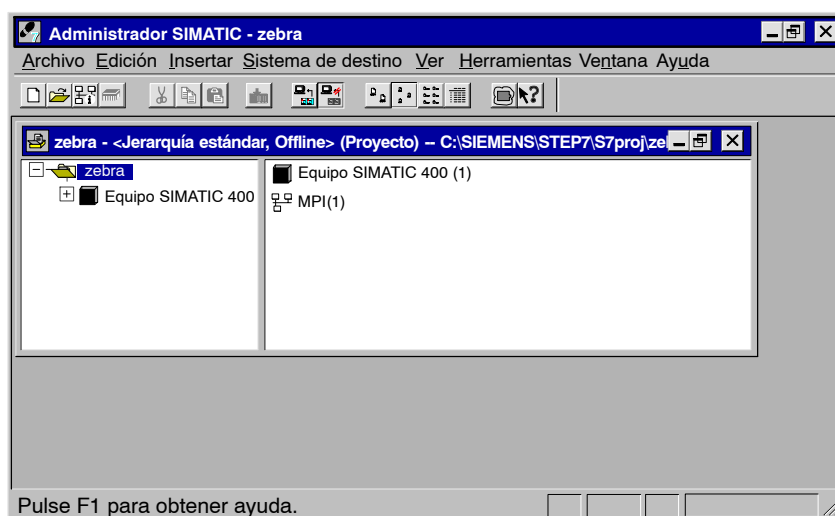 Administrador SIMATIC - zebra
Archivo Edición Insertar Sistema de destino Ver Herramientas Ventana Ayuda
zebra - <Jerarquía estándar, Offline> (Proyecto) -- C:\SIEMENS\STEP7\S7proj\zel
zebra
Equipo SIMATIC 400 (1)
Equipo SIMATIC 400
MPI(1)
Pulse F1 para obtener ayuda.